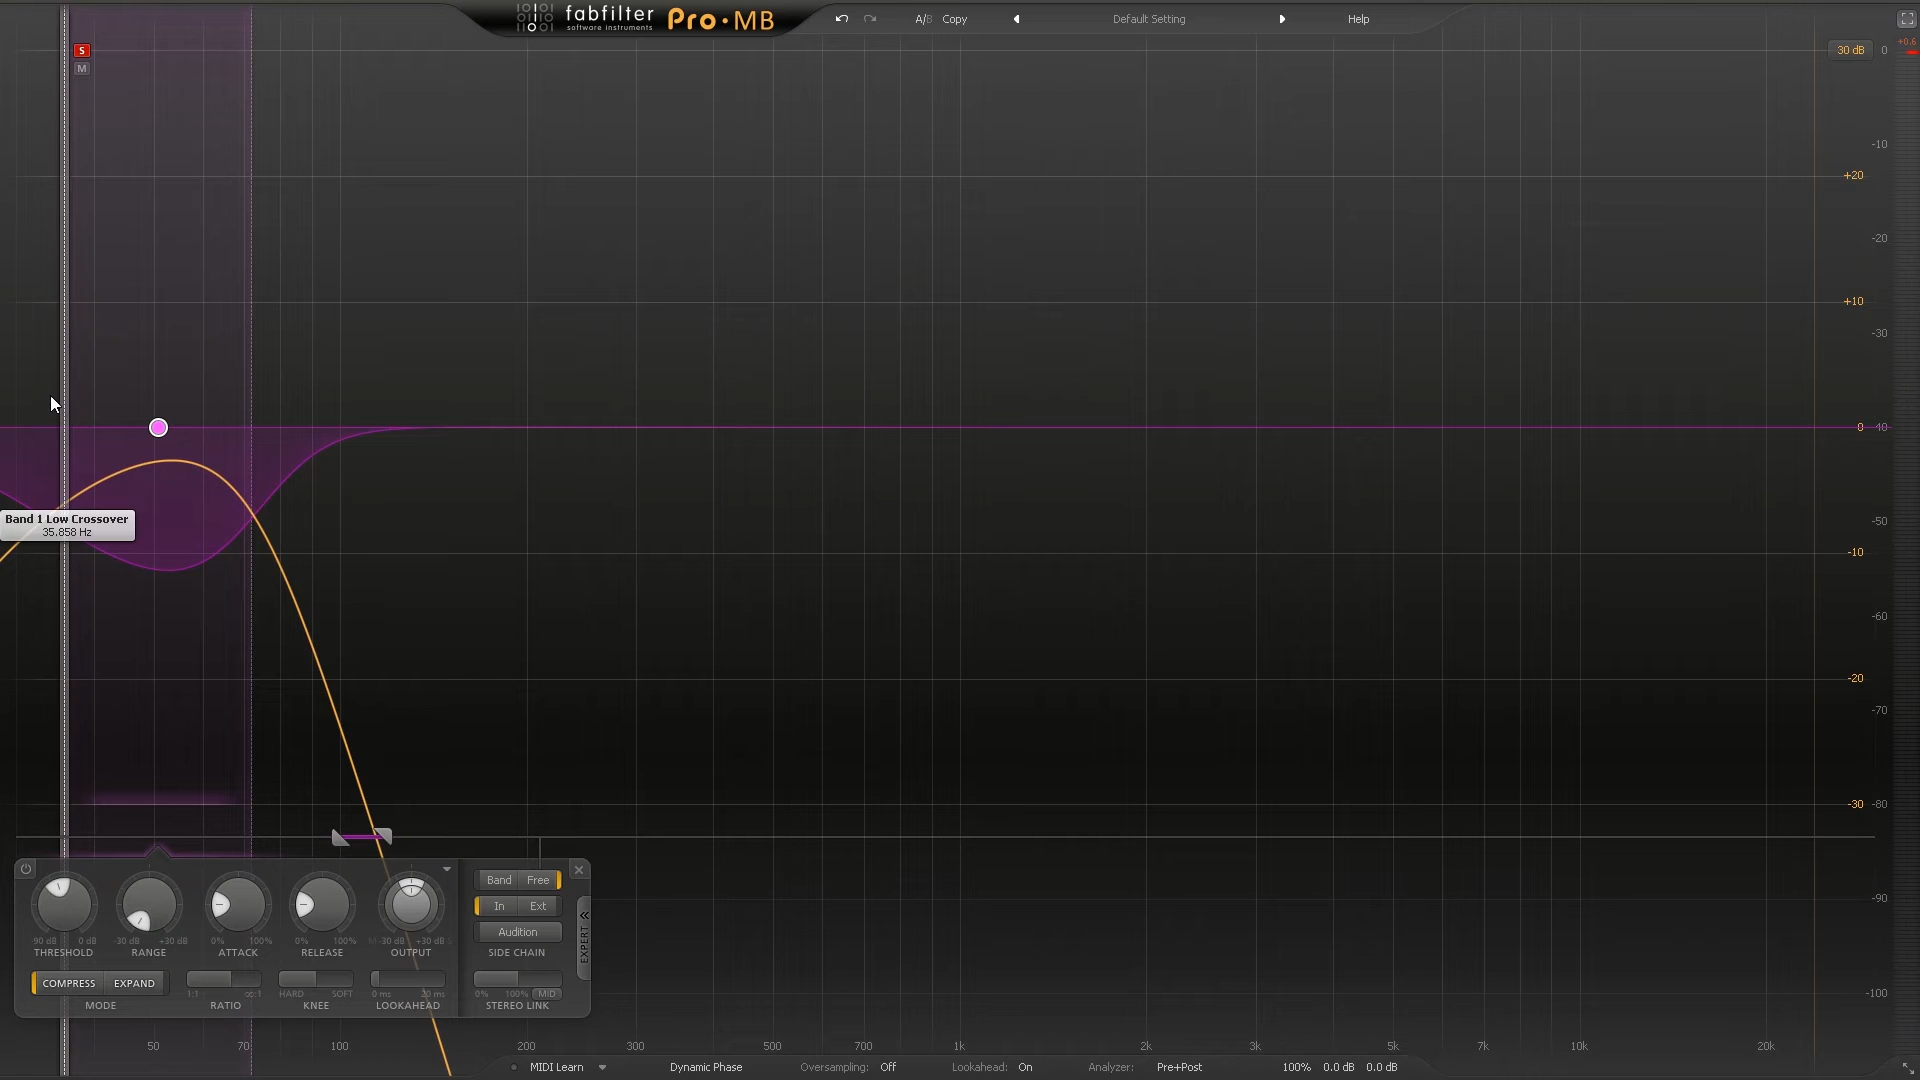 fabfilter
software instruments
Pro·MB
A/B Copy
Default Setting
Help
S
M
30 dB
0
+0.6
-10
+20
-20
+10
-30
0
-40
-50
-10
-60
-20
-70
-30
-80
-90
-100
Band 1 Low Crossover
35.858 Hz
90 dB 0 dB
THRESHOLD
-30 dB +30 dB
RANGE
0% 100%
ATTACK
0% 100%
RELEASE
-30 dB +30 dB
OUTPUT
Band Free
In Ext
Audition
SIDE CHAIN
EXPERT
COMPRESS EXPAND
MODE
1:1 ∞:1
RATIO
HARD SOFT
KNEE
0 ms 20 ms
LOOKAHEAD
0% 100% MID
STEREO LINK
50 70 100 200 300 500 700 1k 2k 3k 5k 7k 10k 20k
MIDI Learn
Dynamic Phase
Oversampling: Off
Lookahead: On
Analyzer: Pre+Post
100% 0.0 dB 0.0 dB